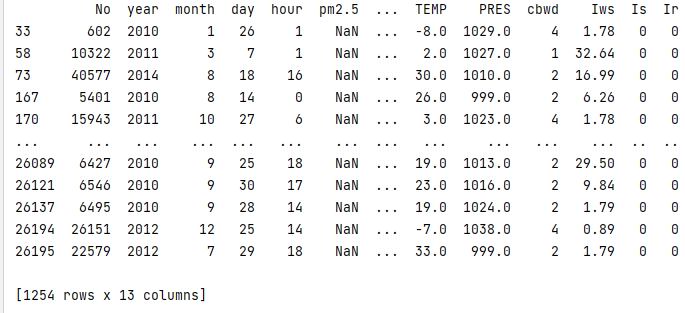 No year month day hour pm2.5 ... TEMP PRES cbwd Iws Is Ir
33 602 2010 1 26 1 NaN ... -8.0 1029.0 4 1.78 0 0
58 10322 2011 3 7 1 NaN ... 2.0 1027.0 1 32.64 0 0
73 40577 2014 8 18 16 NaN ... 30.0 1010.0 2 16.99 0 0
167 5401 2010 8 14 0 NaN ... 26.0 999.0 2 6.26 0 0
170 15943 2011 10 27 6 NaN ... 3.0 1023.0 4 1.78 0 0
... ... ... ... ... ... ... ... ... ... ... ... .. ..
26089 6427 2010 9 25 18 NaN ... 19.0 1013.0 2 29.50 0 0
26121 6546 2010 9 30 17 NaN ... 23.0 1016.0 2 9.84 0 0
26137 6495 2010 9 28 14 NaN ... 19.0 1024.0 2 1.79 0 0
26194 26151 2012 12 25 14 NaN ... -7.0 1038.0 4 0.89 0 0
26195 22579 2012 7 29 18 NaN ... 33.0 999.0 2 1.79 0 0
[1254 rows x 13 columns]